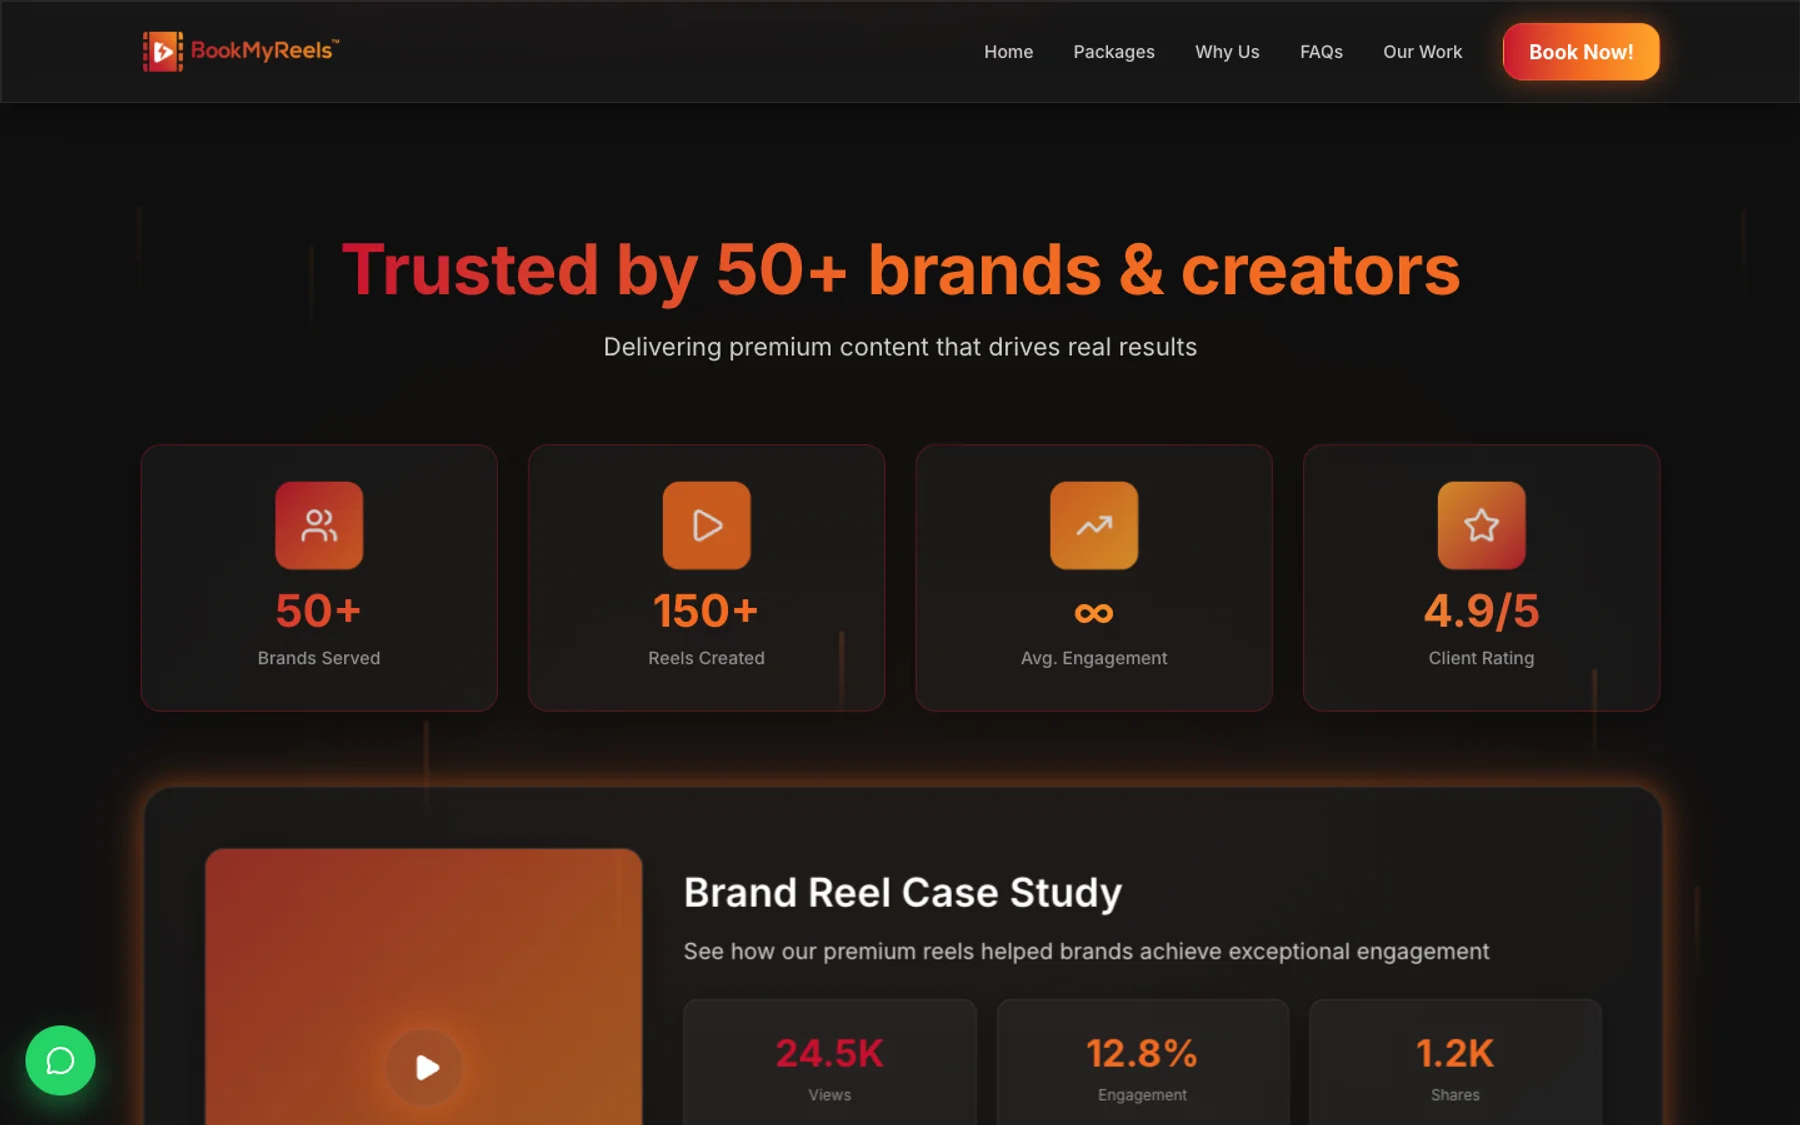 BookMyReels™
Home
Packages
Why Us
FAQs
Our Work
Book Now!
Trusted by 50+ brands & creators
Delivering premium content that drives real results
50+
Brands Served
150+
Reels Created
∞
Avg. Engagement
4.9/5
Client Rating
Brand Reel Case Study
See how our premium reels helped brands achieve exceptional engagement
24.5K
Views
12.8%
Engagement
1.2K
Shares